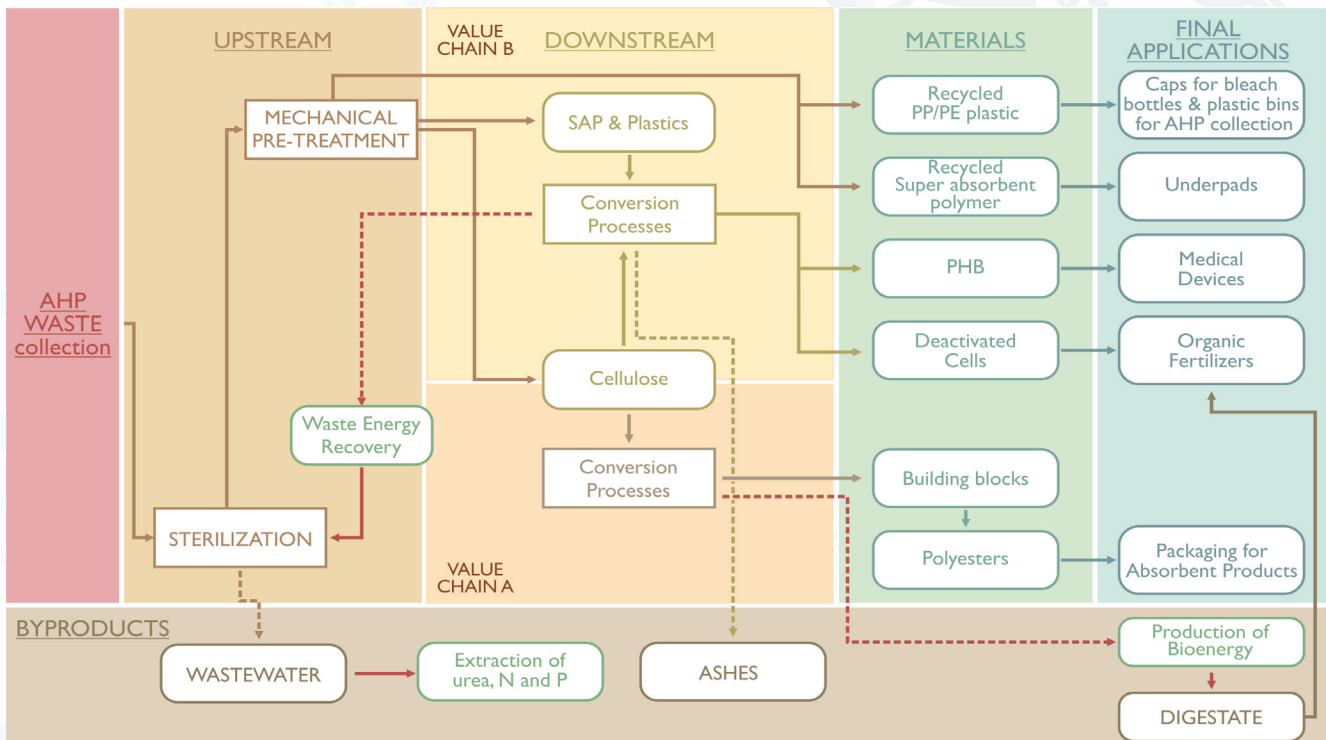 UPSTREAM
VALUE
CHAIN B
DOWNSTREAM
MATERIALS
FINAL
APPLICATIONS
MECHANICAL
PRE-TREATMENT
SAP & Plastics
Recycled
PP/PE plastic
Caps for bleach
bottles & plastic bins
for AHP collection
Conversion
Processes
Recycled
Super absorbent
polymer
Underpads
PHB
Medical
Devices
AHP
WASTE
collection
Cellulose
Deactivated
Cells
Organic
Fertilizers
Waste Energy
Recovery
Conversion
Processes
Building blocks
STERILIZATION
VALUE
CHAIN A
Polyesters
Packaging for
Absorbent Products
BYPRODUCTS
WASTEWATER
Extraction of
urea, N and P
ASHES
Production of
Bioenergy
DIGESTATE